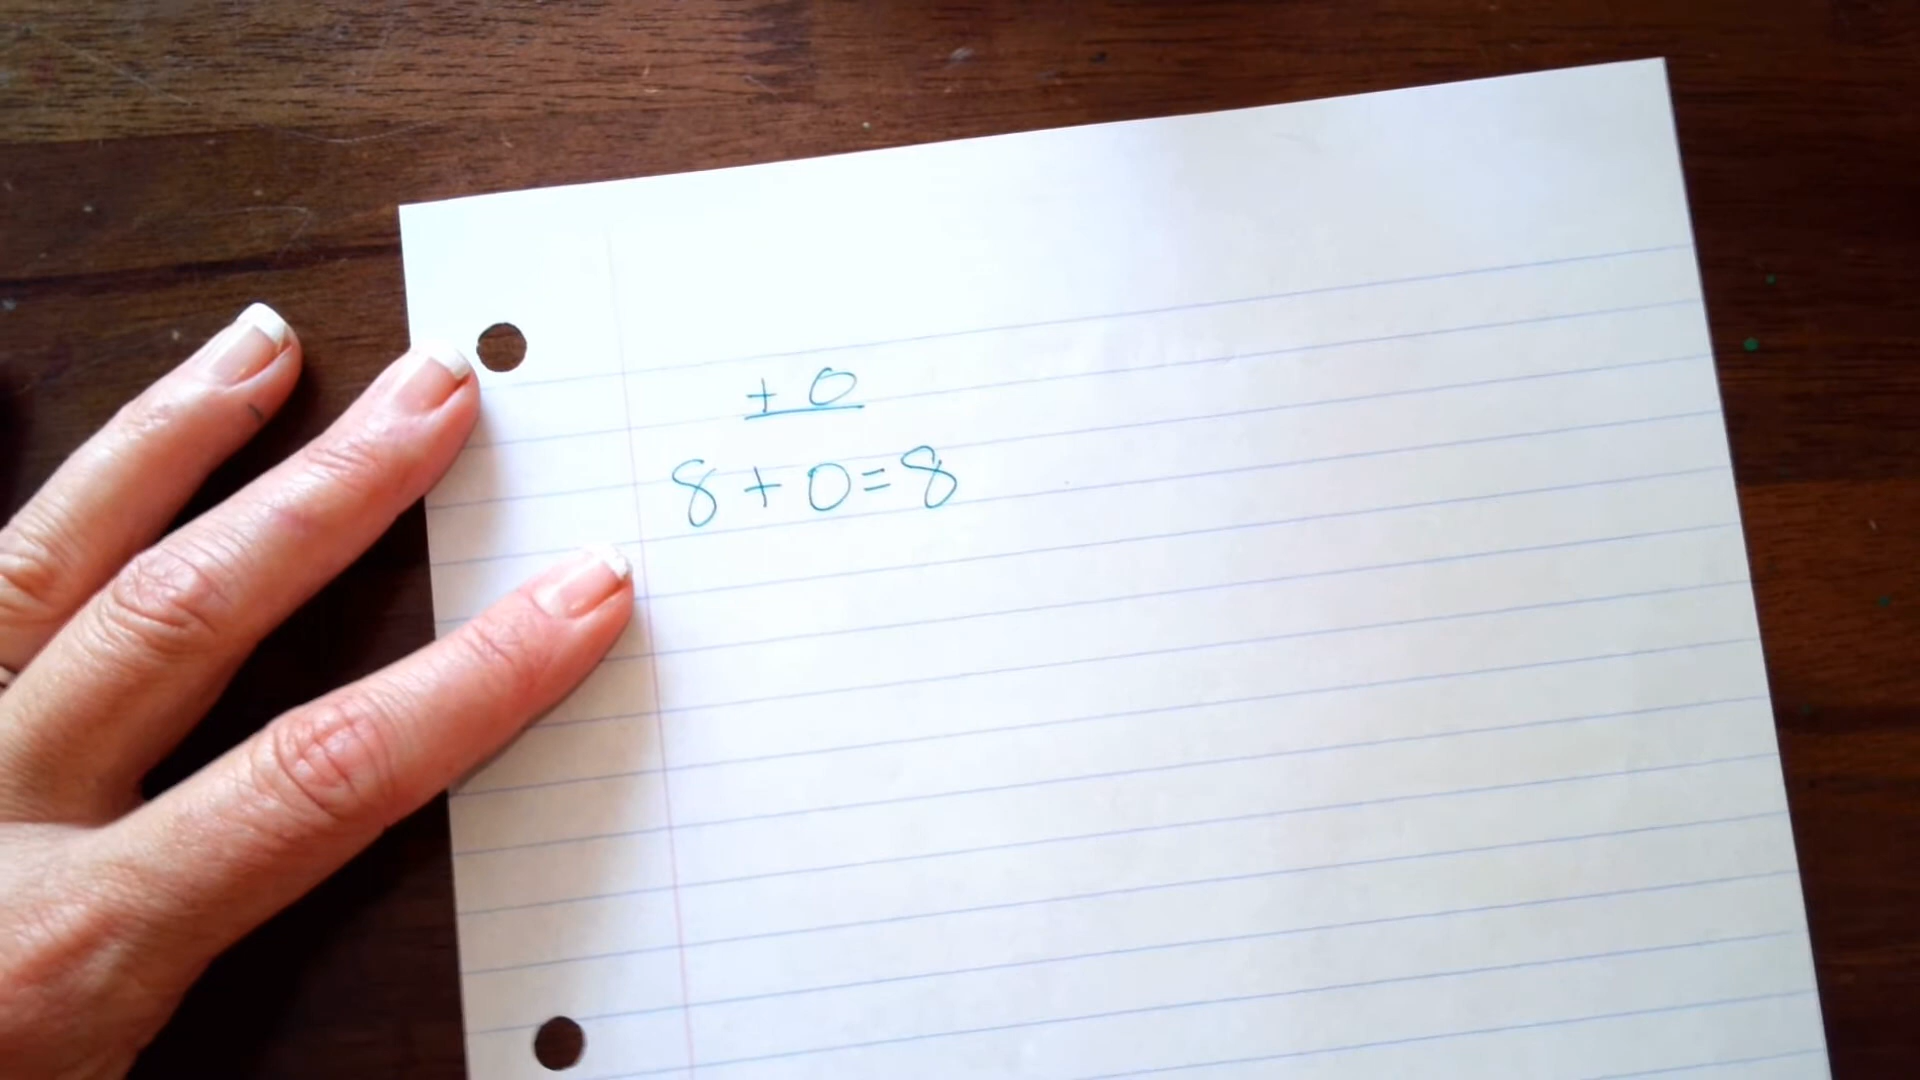 + 0
8 + 0 = 8